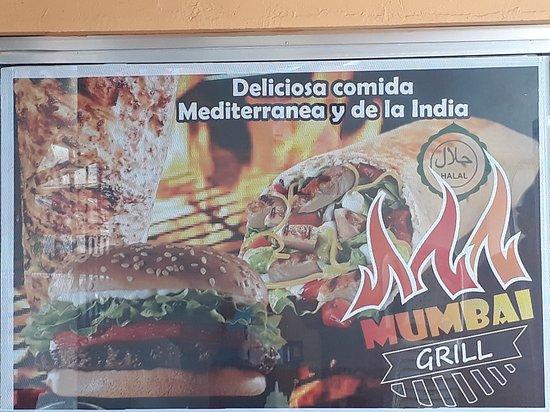 Deliciosa comida
Mediterranea y de la India
حلال
HALAL
MUMBAI
GRILL